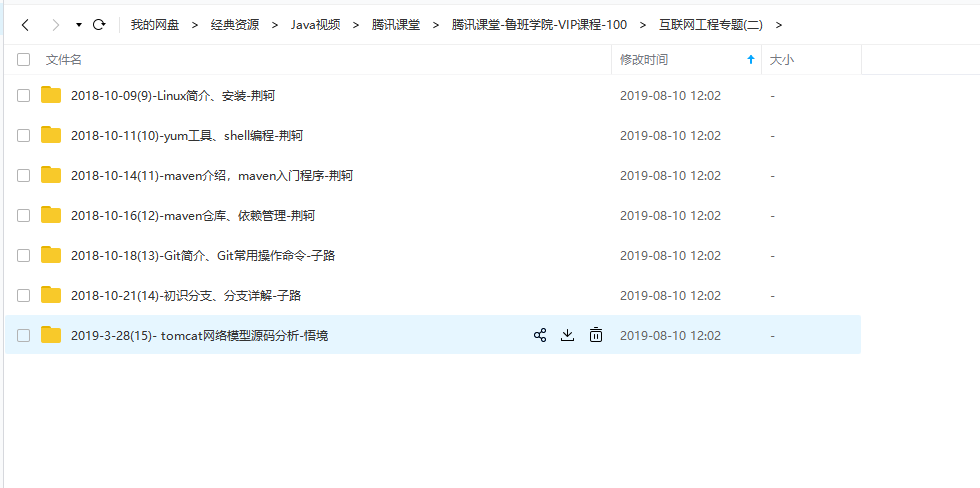 我的网盘 > 经典资源 > Java视频 > 腾讯课堂 > 腾讯课堂-鲁班学院-VIP课程-100 > 互联网工程专题(二) >
文件名 修改时间 大小
2018-10-09(9)-Linux简介、安装-荆轲 2019-08-10 12:02 -
2018-10-11(10)-yum工具、shell编程-荆轲 2019-08-10 12:02 -
2018-10-14(11)-maven介绍，maven入门程序-荆轲 2019-08-10 12:02 -
2018-10-16(12)-maven仓库、依赖管理-荆轲 2019-08-10 12:02 -
2018-10-18(13)-Git简介、Git常用操作命令-子路 2019-08-10 12:02 -
2018-10-21(14)-初识分支、分支详解-子路 2019-08-10 12:02 -
2019-3-28(15)- tomcat网络模型源码分析-悟境 2019-08-10 12:02 -